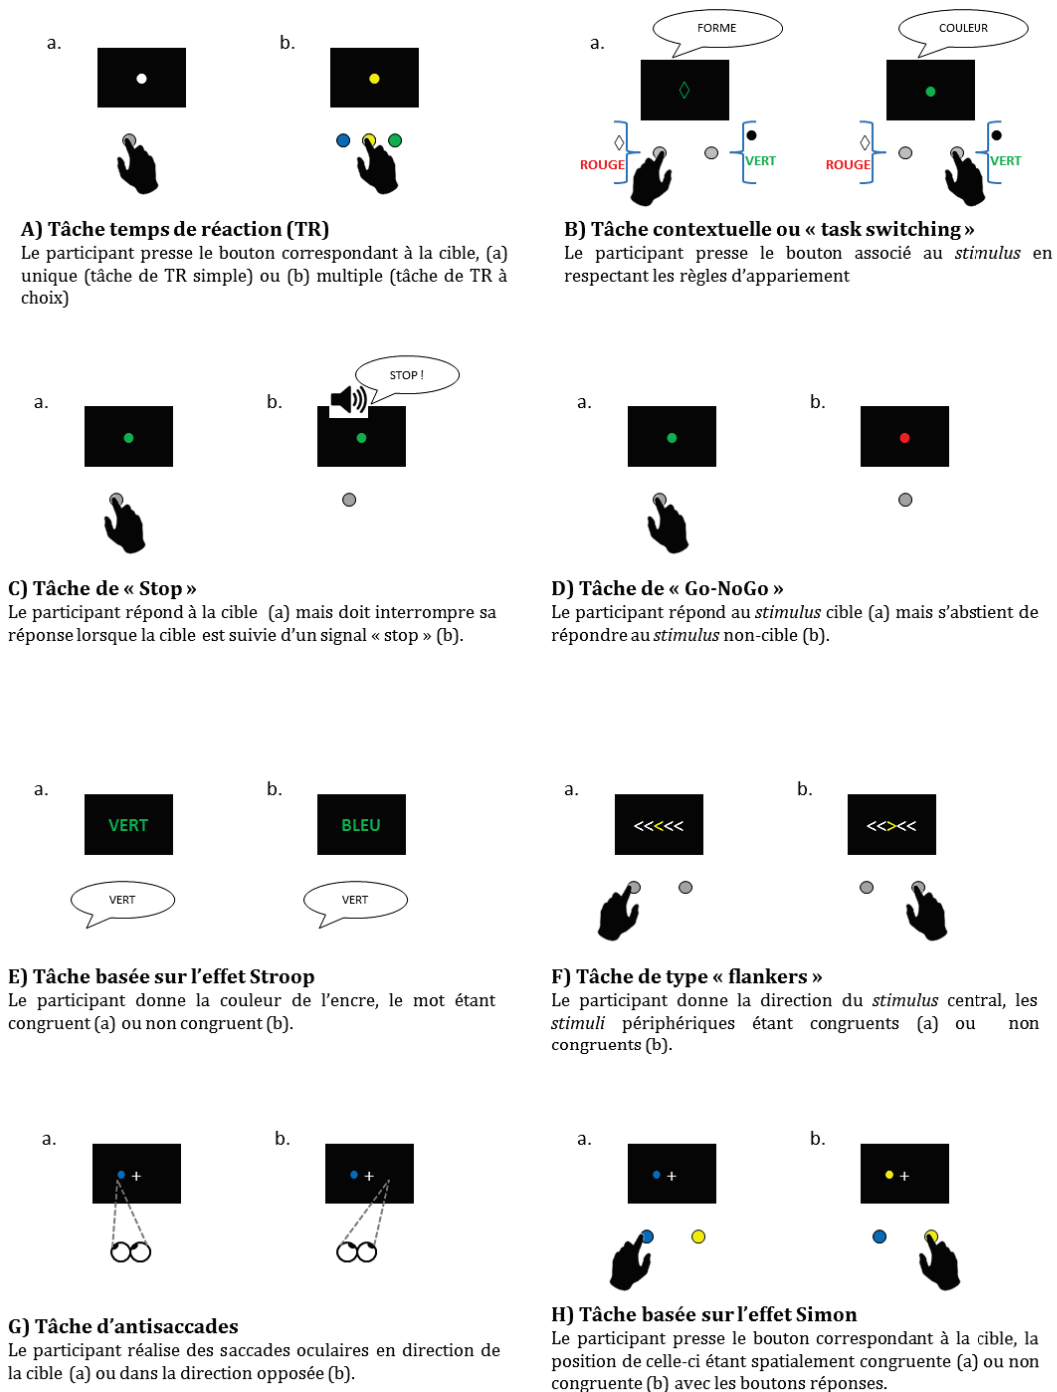 a.
b.
A) Tâche temps de réaction (TR)
Le participant presse le bouton correspondant à la cible, (a)
unique (tâche de TR simple) ou (b) multiple (tâche de TR à
choix)
a.
FORME
COULEUR
ROUGE
VERT
ROUGE
VERT
B) Tâche contextuelle ou « task switching »
Le participant presse le bouton associé au stimulus en
respectant les règles d'appariement
a.
b.
STOP !
C) Tâche de « Stop »
Le participant répond à la cible (a) mais doit interrompre sa
réponse lorsque la cible est suivie d'un signal « stop » (b).
a.
b.
D) Tâche de « Go-NoGo »
Le participant répond au stimulus cible (a) mais s'abstient de
répondre au stimulus non-cible (b).
a.
VERT
VERT
b.
BLEU
VERT
E) Tâche basée sur l'effet Stroop
Le participant donne la couleur de l'encre, le mot étant
congruent (a) ou non congruent (b).
a.
<<<<<
b.
<<><<
F) Tâche de type « flankers »
Le participant donne la direction du stimulus central, les
stimuli périphériques étant congruents (a) ou non
congruents (b).
a.
+
b.
+
G) Tâche d'antisaccades
Le participant réalise des saccades oculaires en direction de
la cible (a) ou dans la direction opposée (b).
a.
+
b.
+
H) Tâche basée sur l'effet Simon
Le participant presse le bouton correspondant à la cible, la
position de celle-ci étant spatialement congruente (a) ou non
congruente (b) avec les boutons réponses.